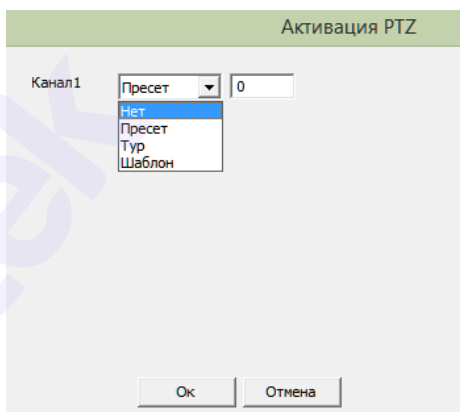 Активация PTZ
Канал1 Пресет 0
Нет
Пресет
Тур
Шаблон
Ок Отмена